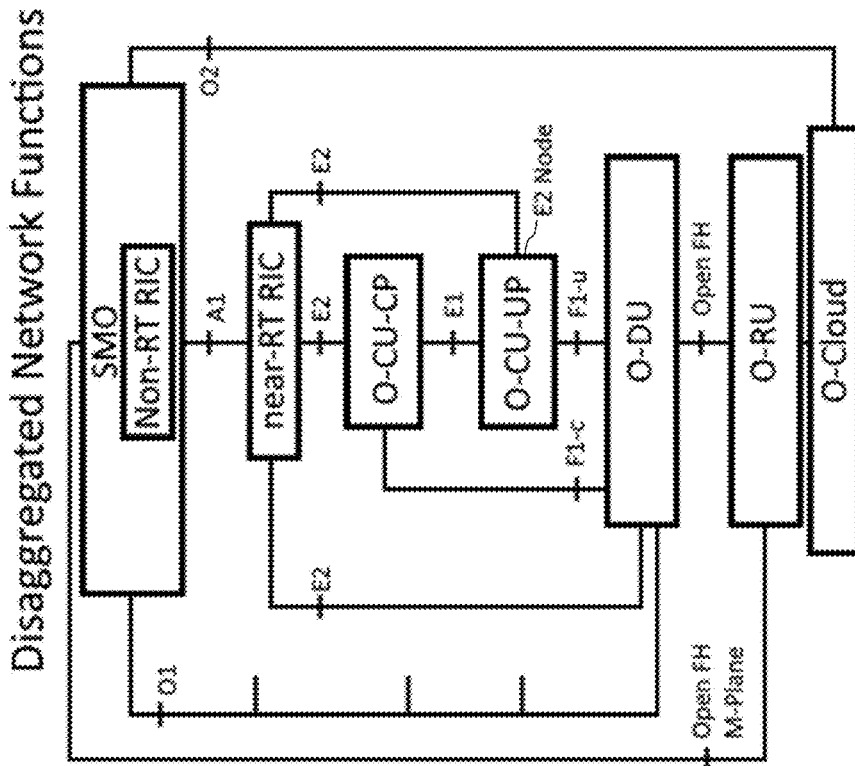 Disaggregated Network Functions
SMO
Non-RT RIC
O2
A1
O1
near-RT RIC
E2
E2
E2
O-CU-CP
E1
O-CU-UP
E2 Node
F1-c
F1-u
O-DU
Open FH
Open FH
M-Plane
O-RU
O-Cloud